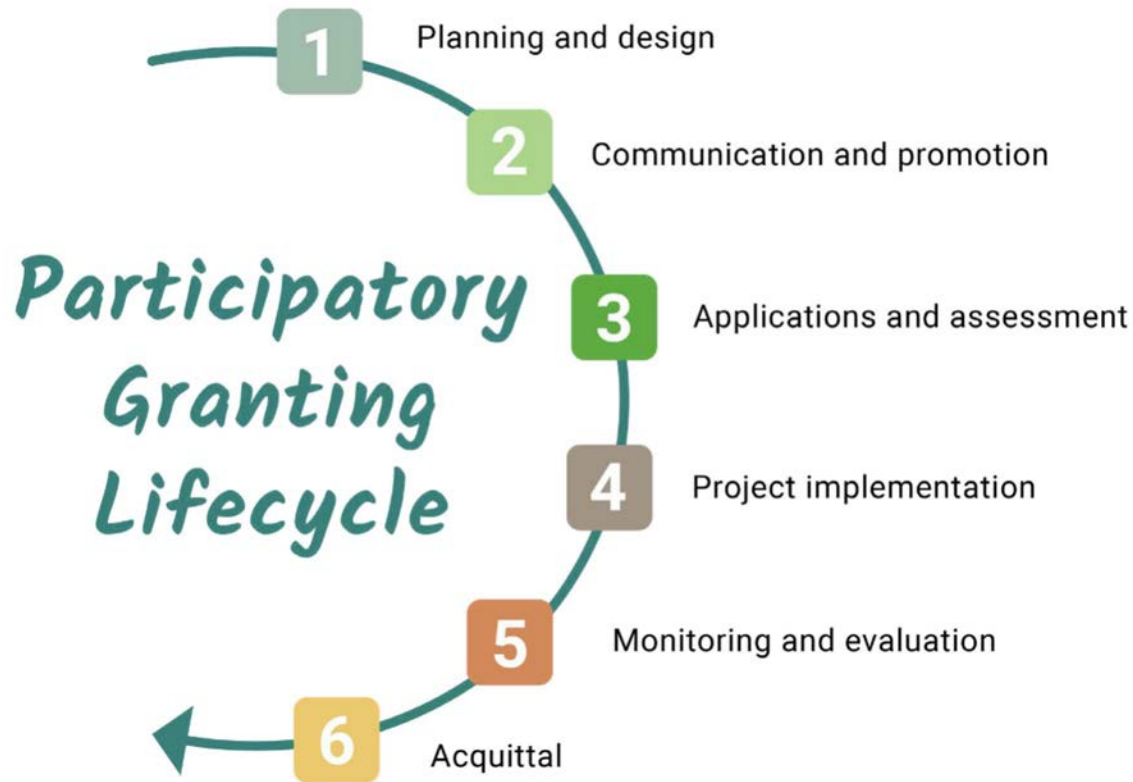 1 Planning and design
2 Communication and promotion
Participatory
Granting
Lifecycle
3 Applications and assessment
4 Project implementation
5 Monitoring and evaluation
6 Acquittal